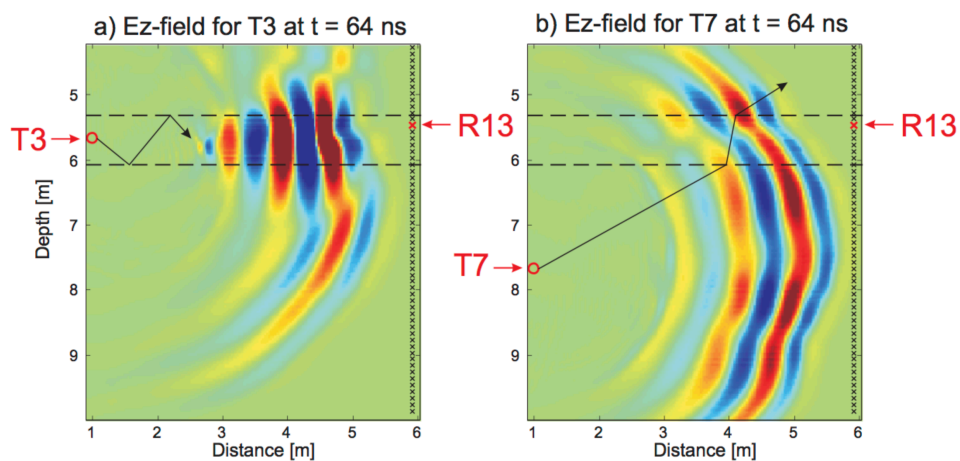 a) Ez-field for T3 at t = 64 ns
b) Ez-field for T7 at t = 64 ns
5
6
7
8
9
Depth [m]
T3
R13
1 2 3 4 5 6
Distance [m]
5
6
7
8
9
T7
R13
1 2 3 4 5 6
Distance [m]